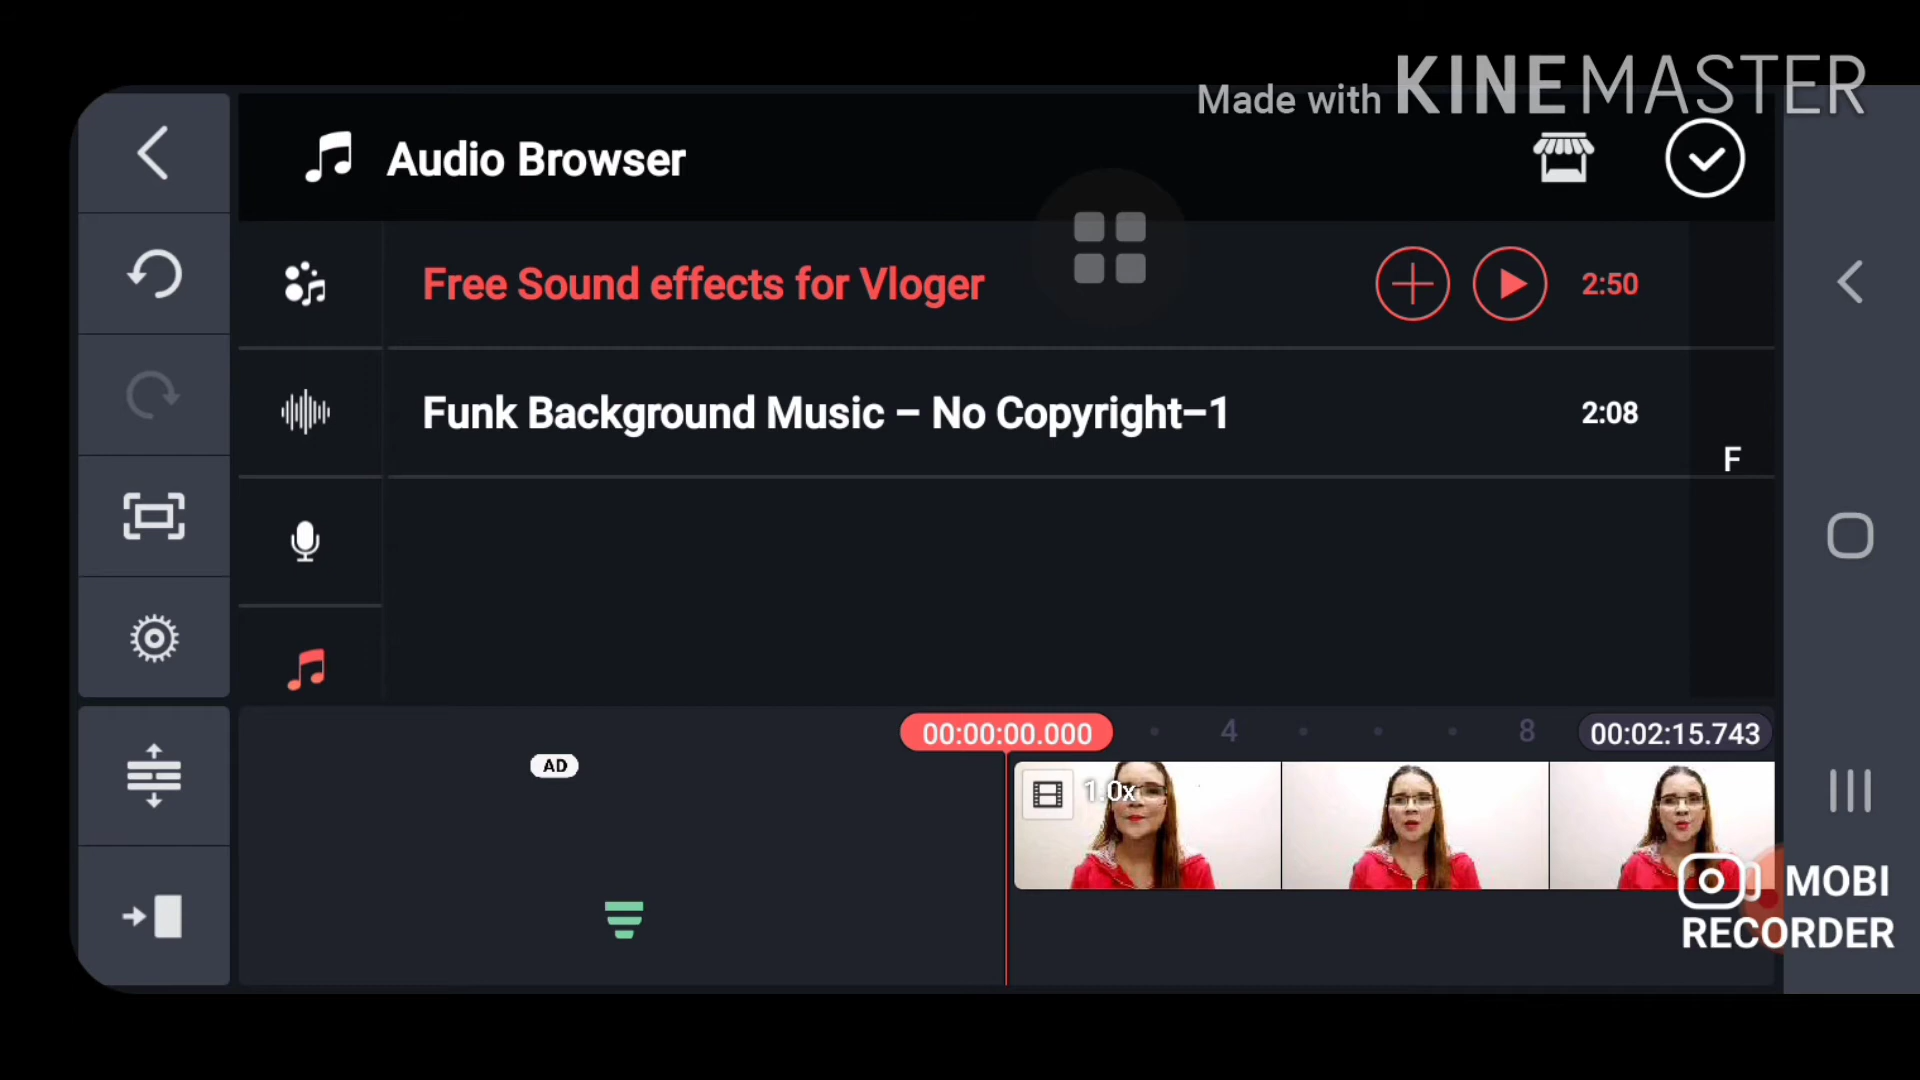 Made with KINEMASTER
Audio Browser
Free Sound effects for Vloger 2:50
Funk Background Music – No Copyright–1 2:08
F
00:00:00.000 4 8 00:02:15.743
AD
1.0x
MOBI
RECORDER